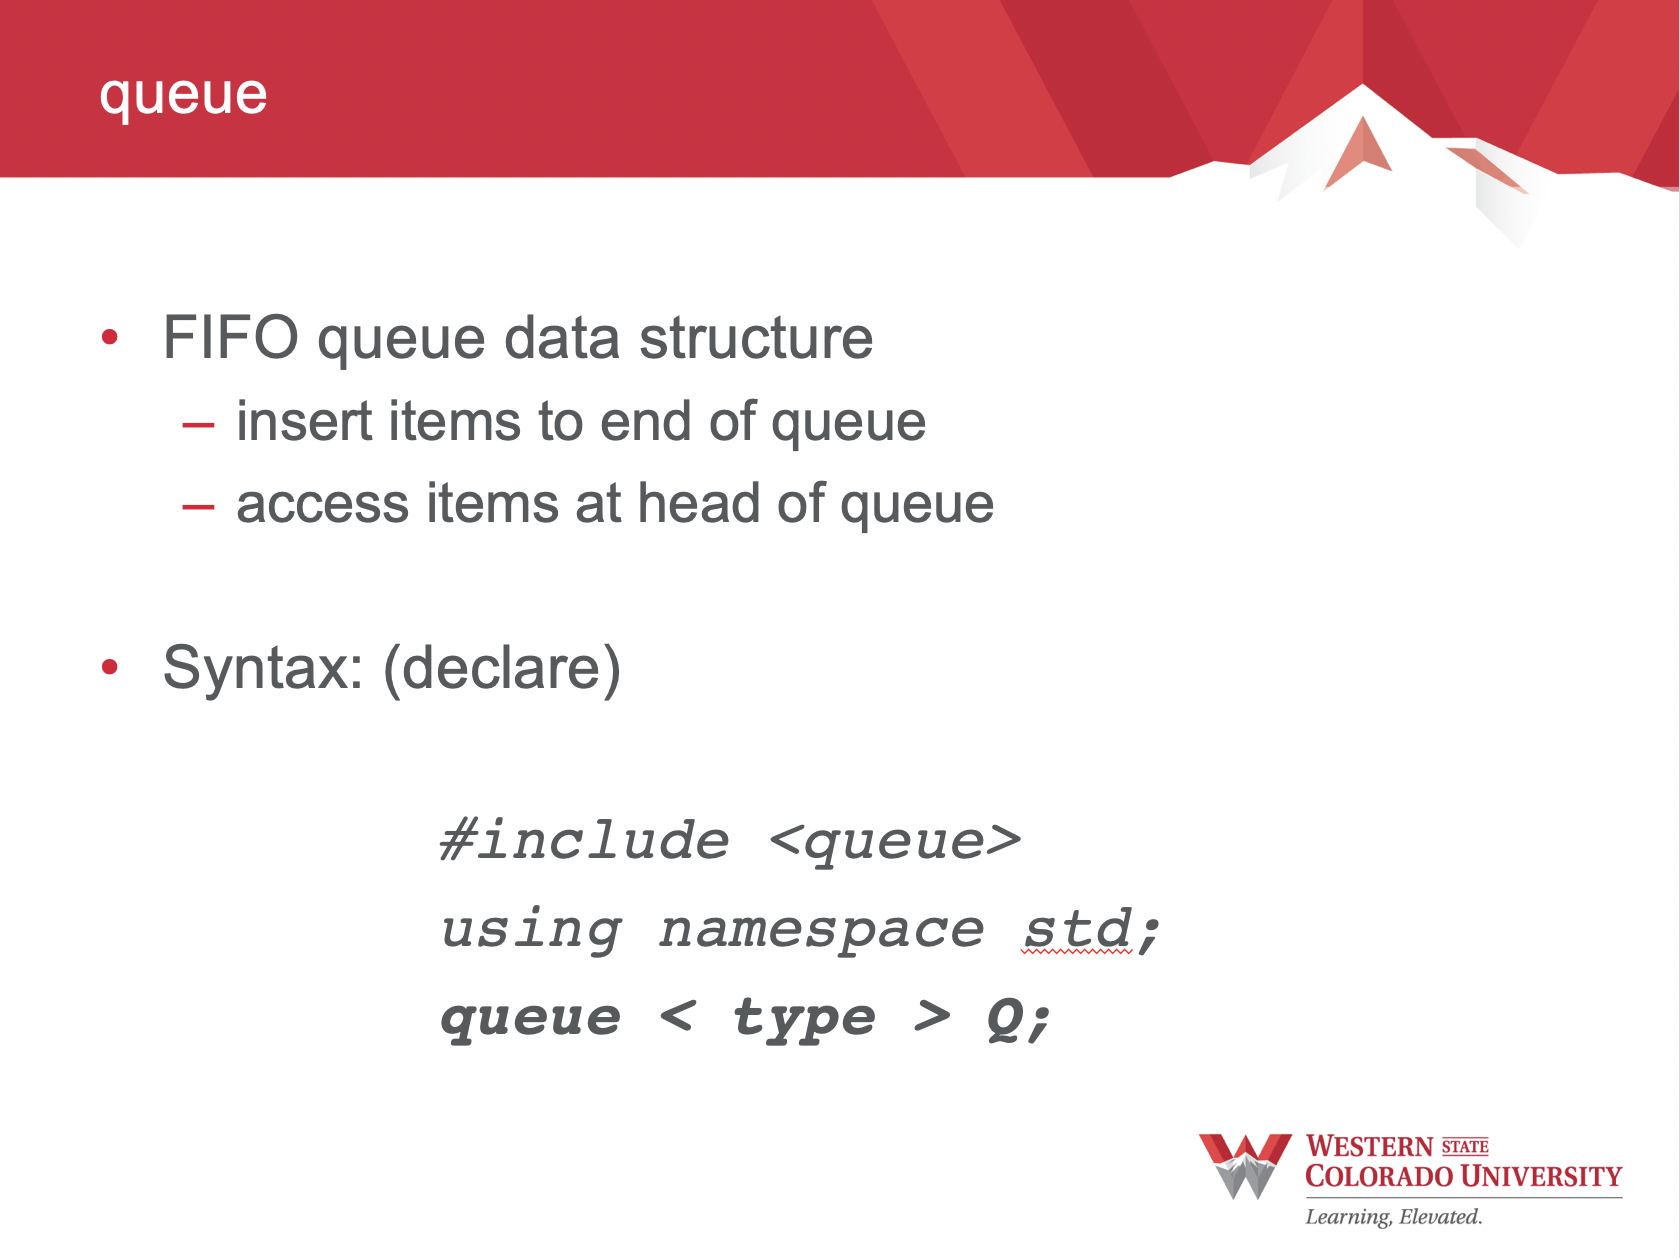 queue
• FIFO queue data structure
– insert items to end of queue
– access items at head of queue
• Syntax: (declare)
#include <queue>
using namespace std;
queue < type > Q;
WESTERN STATE
COLORADO UNIVERSITY
Learning, Elevated.